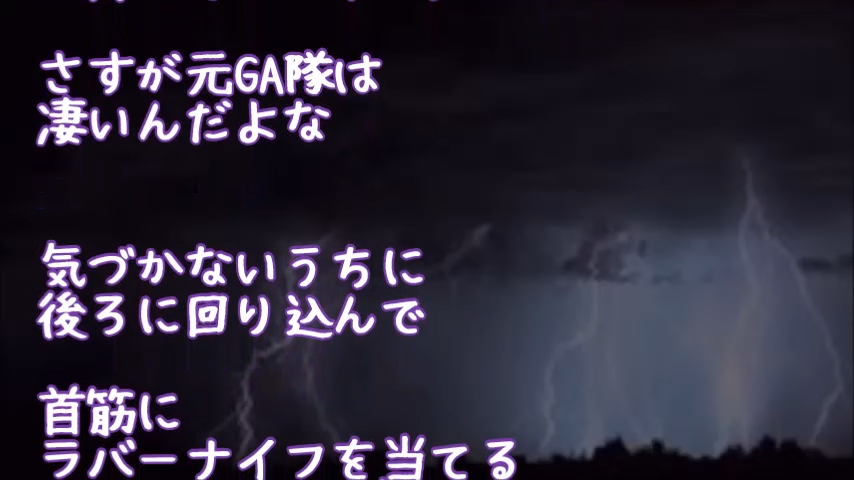 さすが元GA隊は
凄いんだよな
気づかないうちに
後ろに回り込んで
首筋に
ラバーナイフを当てる